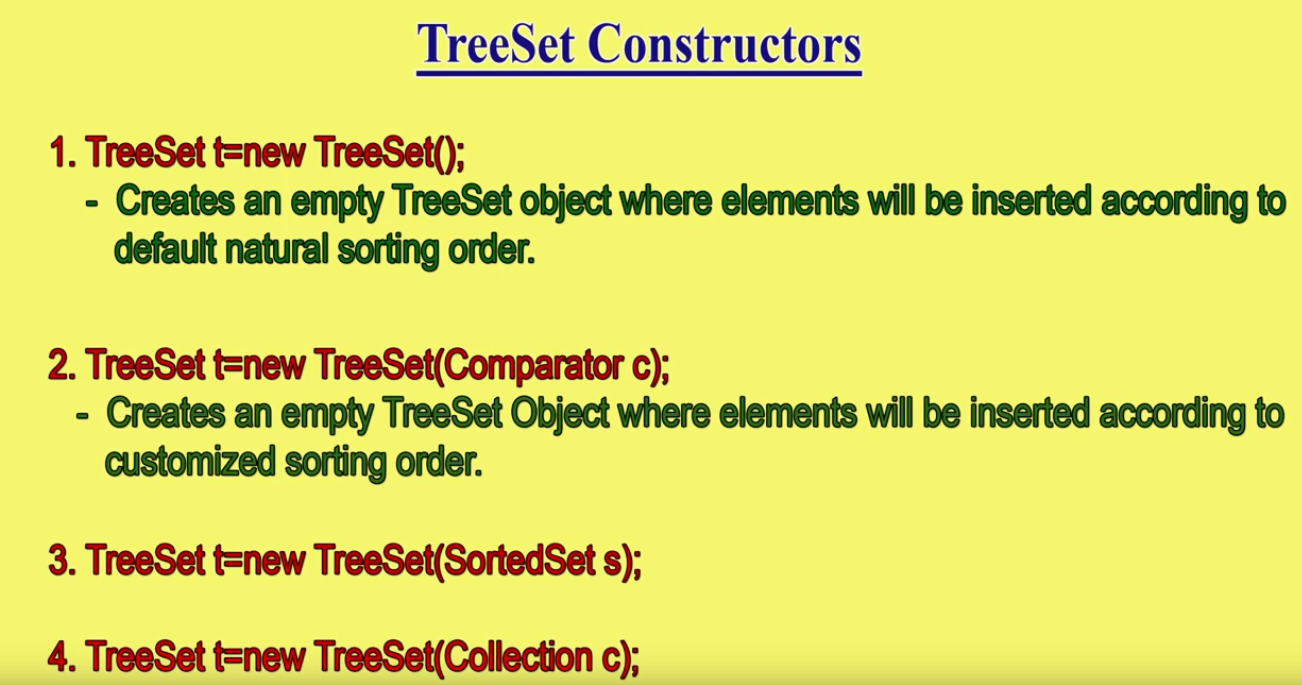 TreeSet Constructors
1. TreeSet t=new TreeSet();
- Creates an empty TreeSet object where elements will be inserted according to
default natural sorting order.
2. TreeSet t=new TreeSet(Comparator c);
- Creates an empty TreeSet Object where elements will be inserted according to
customized sorting order.
3. TreeSet t=new TreeSet(SortedSet s);
4. TreeSet t=new TreeSet(Collection c);